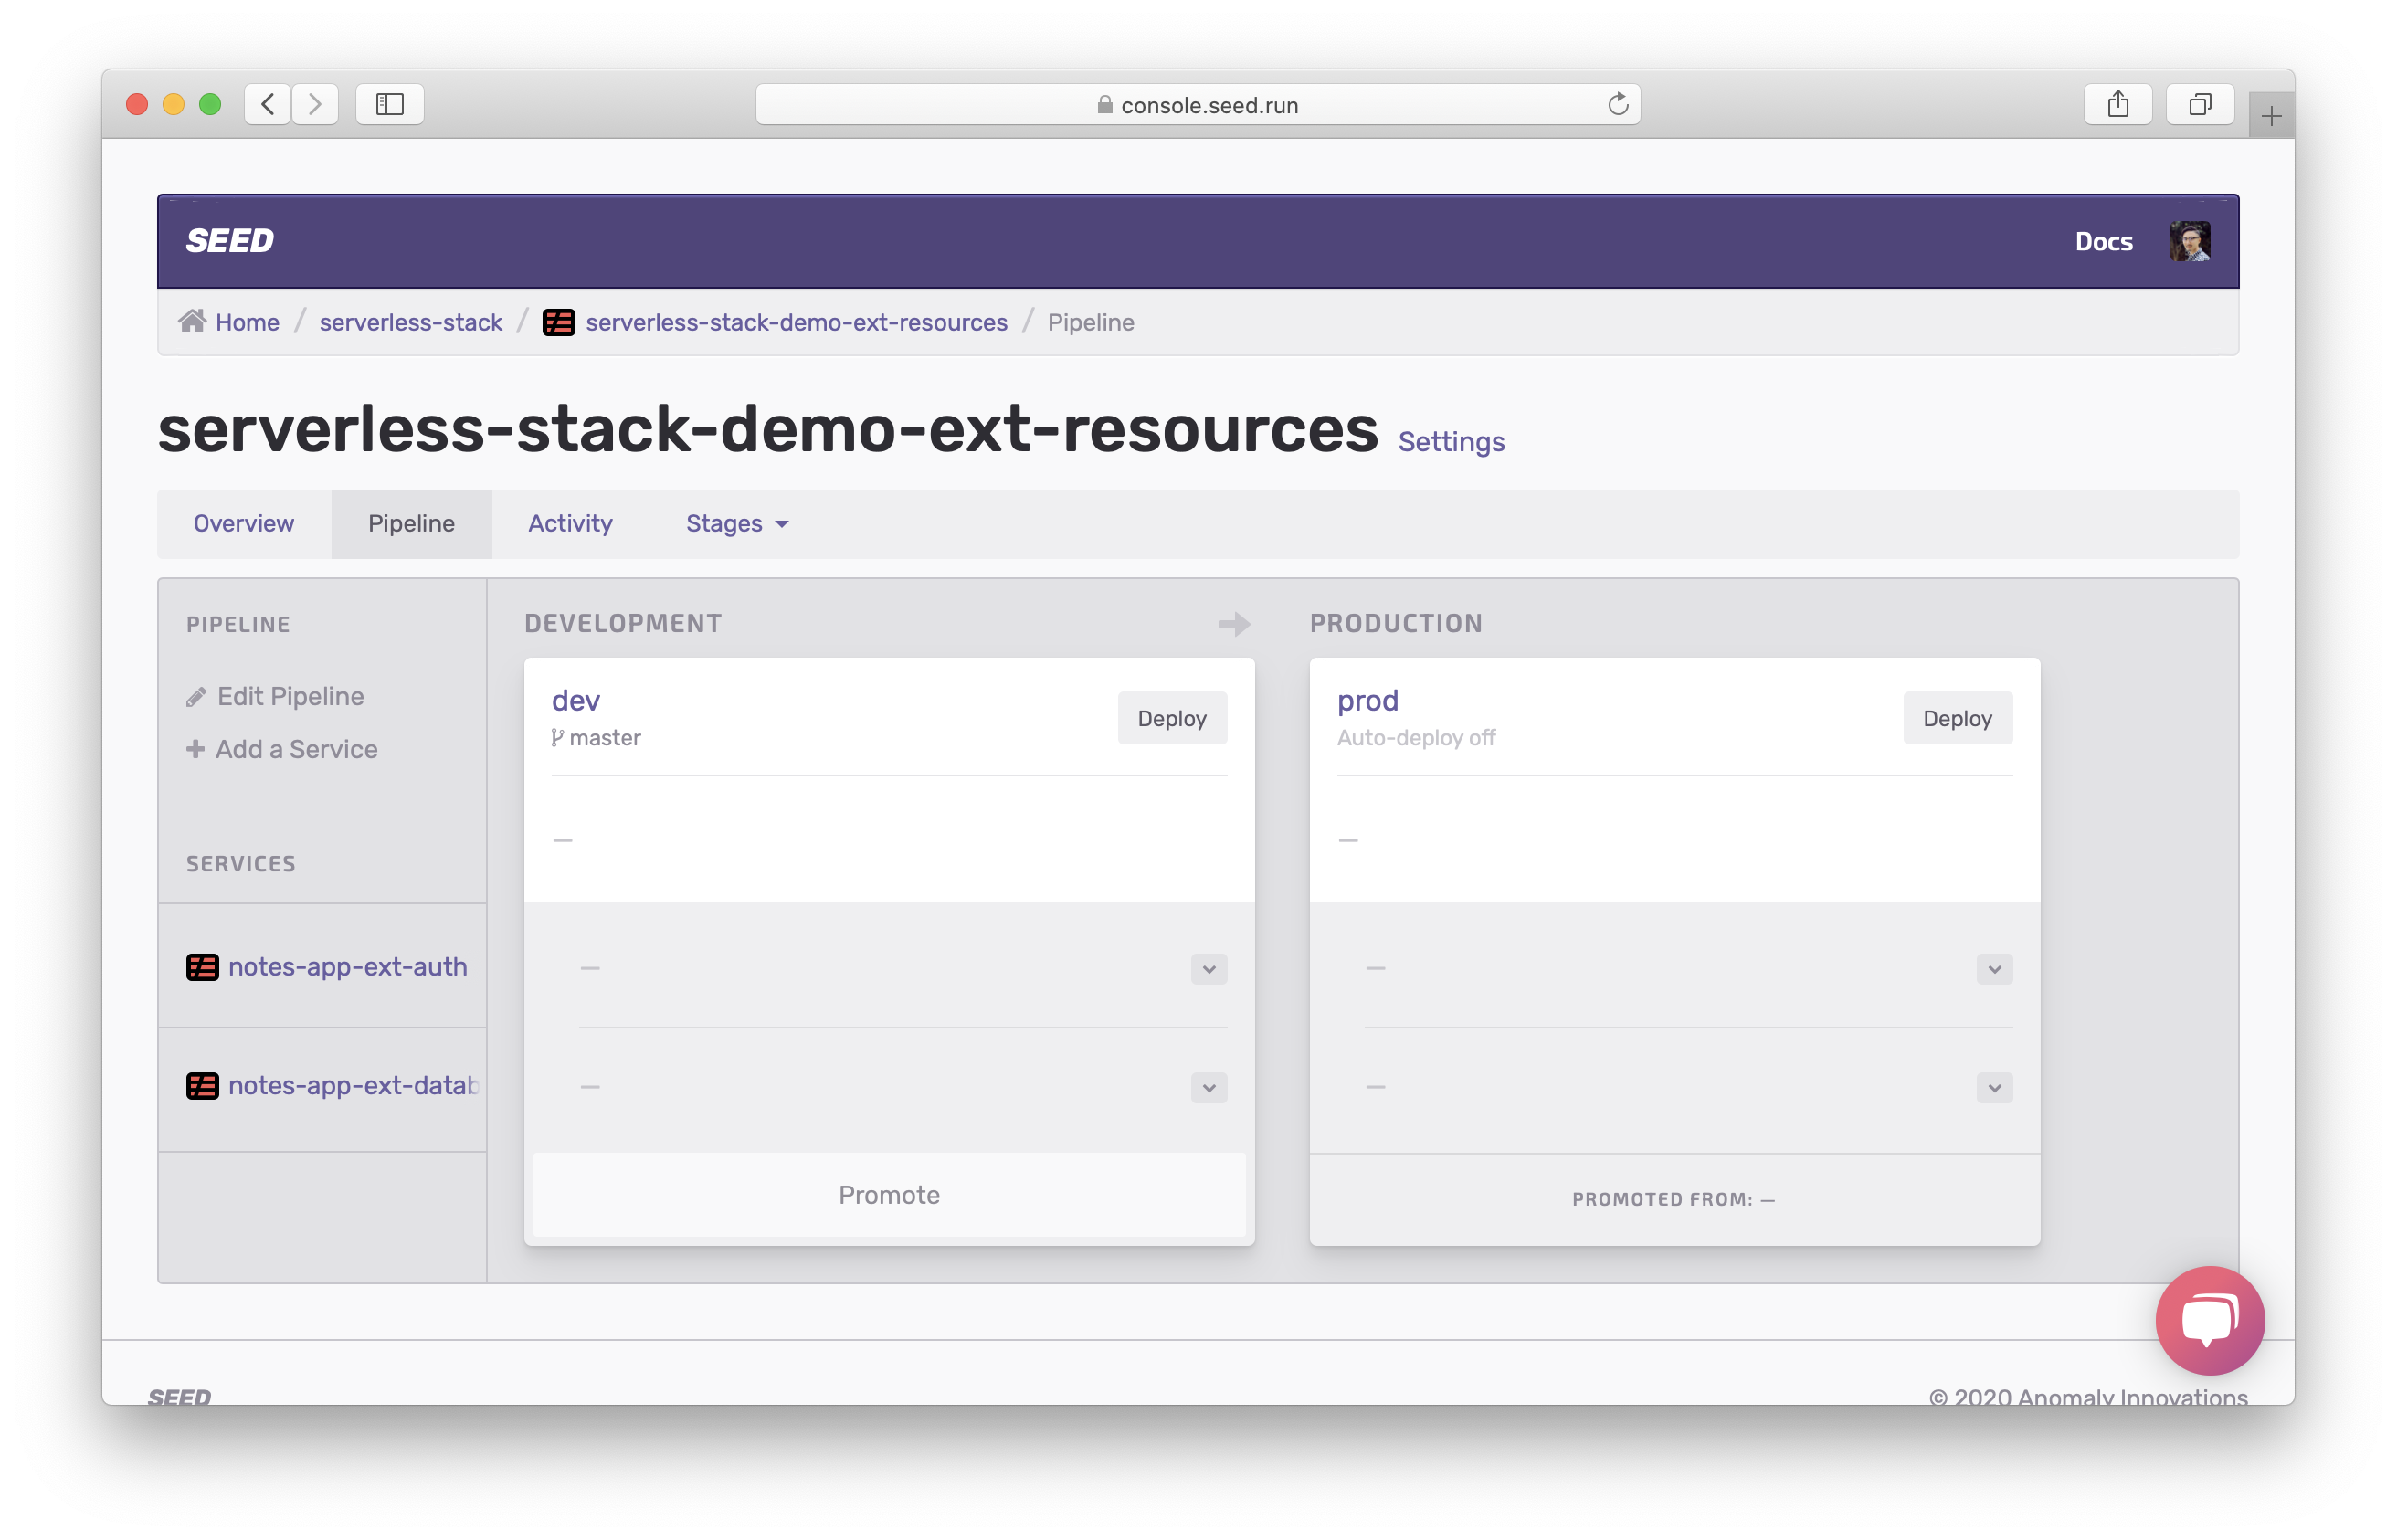 console.seed.run
SEED
Docs
Home / serverless-stack / serverless-stack-demo-ext-resources / Pipeline
serverless-stack-demo-ext-resources Settings
Overview Pipeline Activity Stages
PIPELINE
Edit Pipeline
+ Add a Service
SERVICES
notes-app-ext-auth
notes-app-ext-datab
DEVELOPMENT
dev
master
Deploy
—
—
—
Promote
PRODUCTION
prod
Auto-deploy off
Deploy
—
—
—
PROMOTED FROM: —
SEED
© 2020 Anomaly Innovations